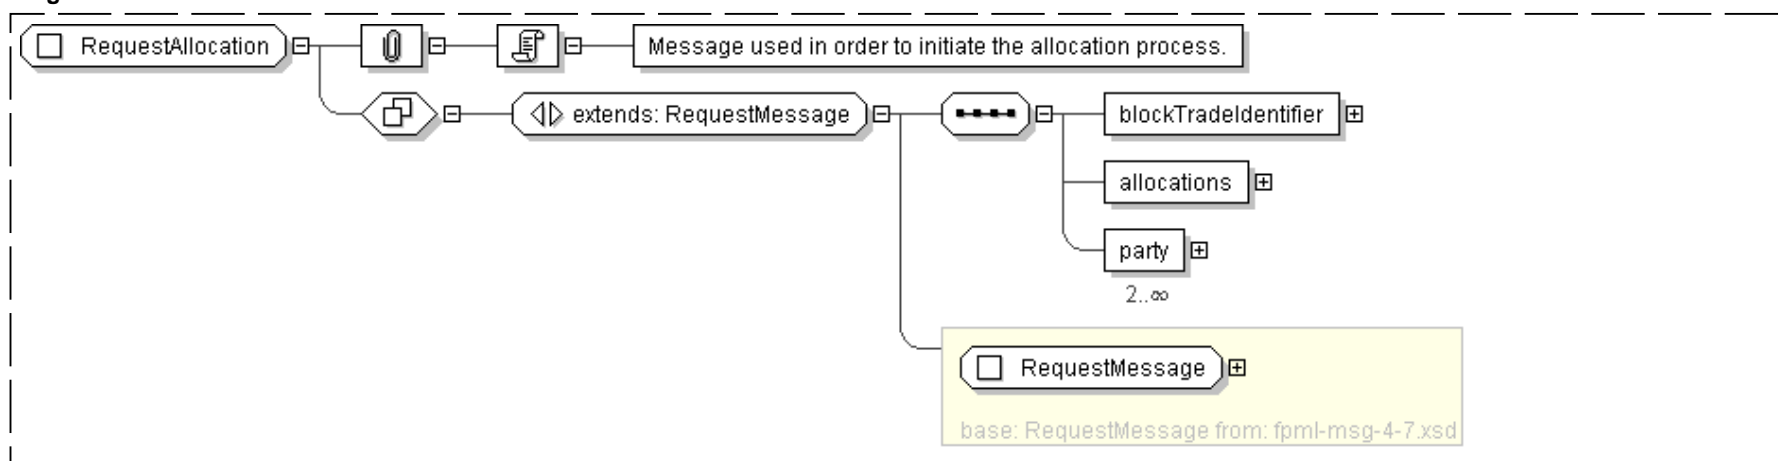 RequestAllocation
Message used in order to initiate the allocation process.
extends: RequestMessage
blockTradeIdentifier
allocations
party
2..∞
RequestMessage
base: RequestMessage from: fpml-msg-4-7.xsd